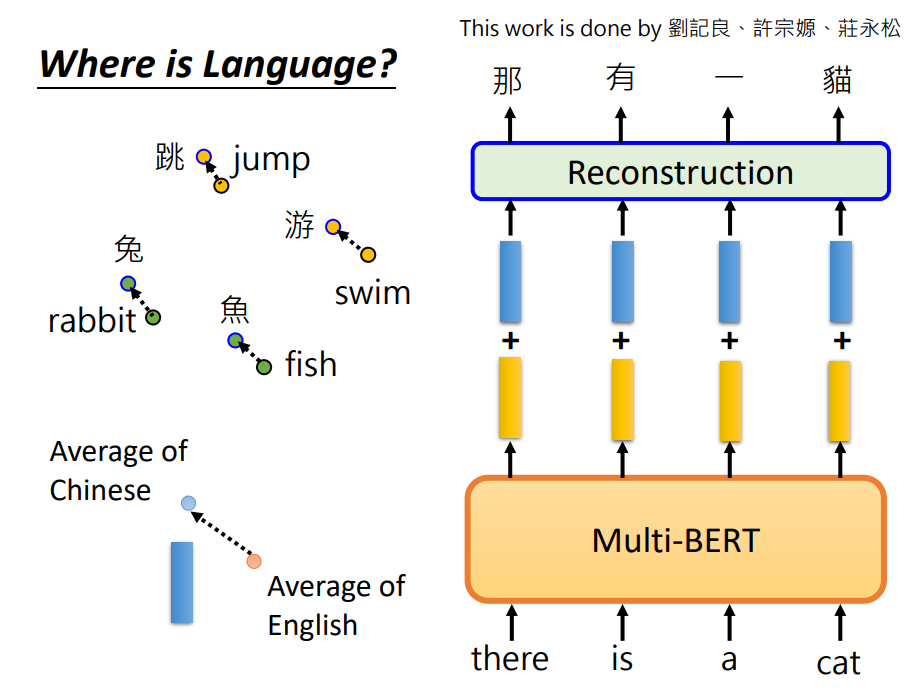 Where is Language?
跳 jump
游
swim
兔
rabbit
魚
fish
Average of
Chinese
Average of
English
This work is done by 劉記良、許宗嫄、莊永松
那 有 一 貓
Reconstruction
+ + + +
Multi-BERT
there is a cat